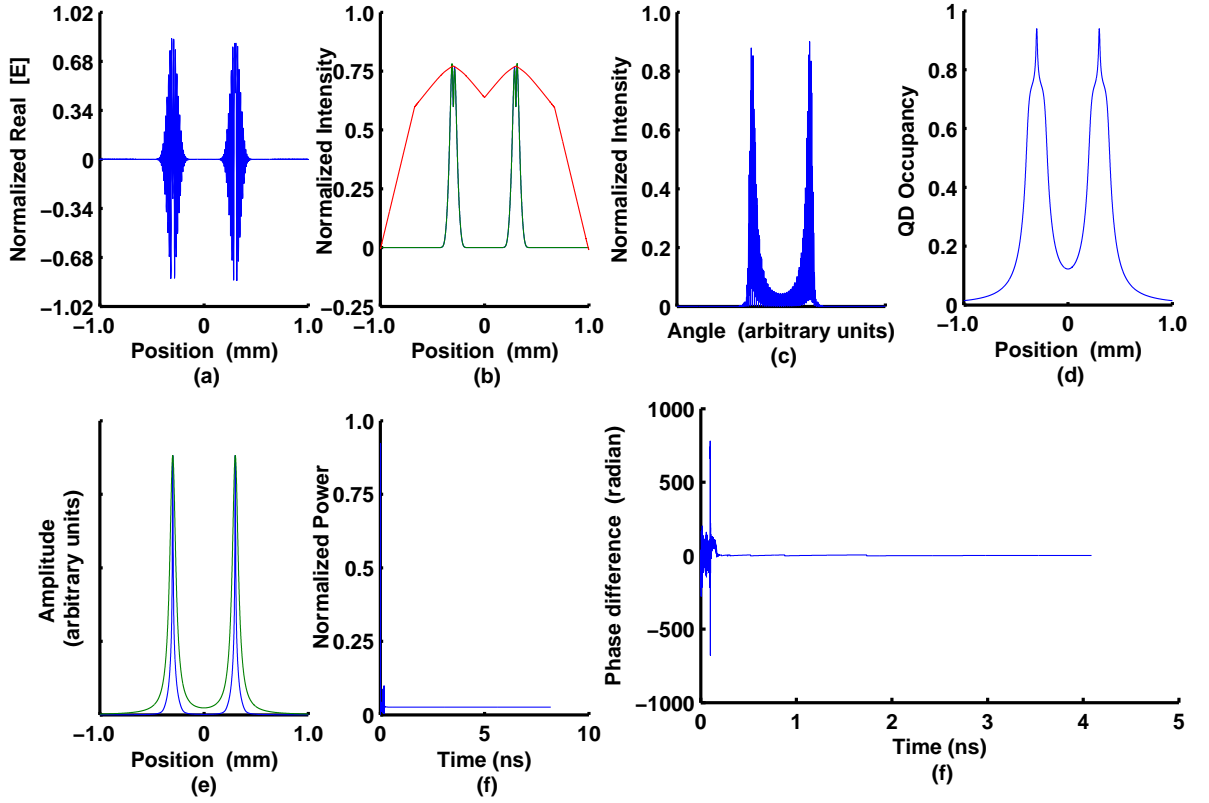 1.02
0.68
0.34
0
−0.34
−0.68
−1.02
Normalized Real [E]
−1.0 0 1.0
Position (mm)
(a)
1.0
0.75
0.5
0.25
0
−0.25
Normalized Intensity
−1.0 0 1.0
Position (mm)
(b)
1.0
0.8
0.6
0.4
0.2
0
Normalized Intensity
Angle (arbitrary units)
(c)
1
0.8
0.6
0.4
0.2
0
QD Occupancy
−1.0 0 1.0
Position (mm)
(d)
Amplitude
(arbitrary units)
−1.0 0 1.0
Position (mm)
(e)
1.0
0.75
0.5
0.25
0
Normalized Power
0 5 10
Time (ns)
(f)
1000
500
0
−500
−1000
Phase difference (radian)
0 1 2 3 4 5
Time (ns)
(f)